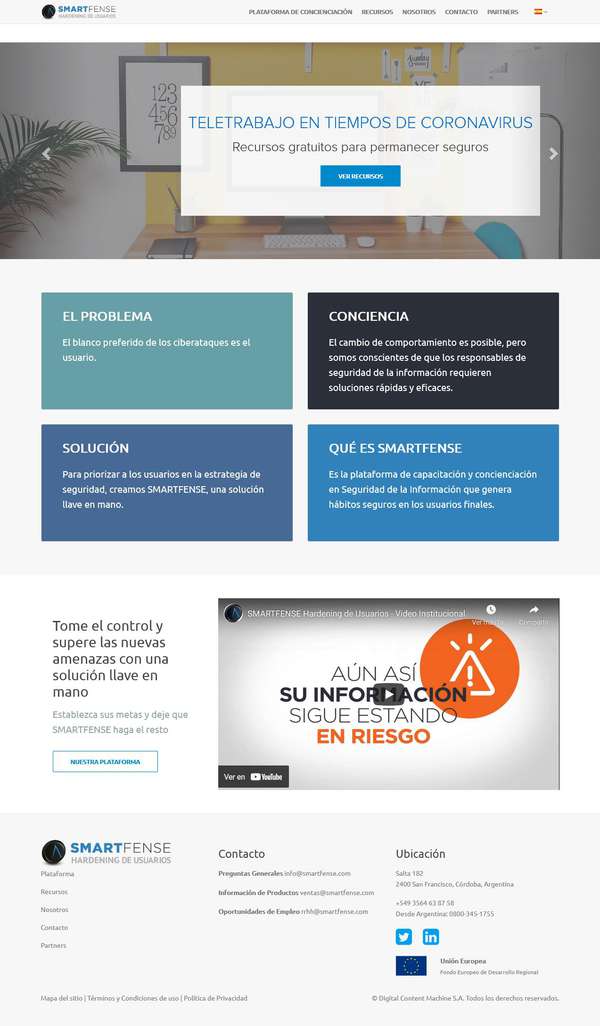 SMARTFENSE
HARDENING DE USUARIOS
PLATAFORMA DE CONCIENCIACIÓN RECURSOS NOSOTROS CONTACTO PARTNERS
TELETRABAJO EN TIEMPOS DE CORONAVIRUS
Recursos gratuitos para permanecer seguros
VER RECURSOS
EL PROBLEMA
El blanco preferido de los ciberataques es el
usuario.
CONCIENCIA
El cambio de comportamiento es posible, pero
somos conscientes de que los responsables de
seguridad de la información requieren
soluciones rápidas y eficaces.
SOLUCIÓN
Para priorizar a los usuarios en la estrategia de
seguridad, creamos SMARTFENSE, una solución
llave en mano.
QUÉ ES SMARTFENSE
Es la plataforma de capacitación y concienciación
en Seguridad de la Información que genera
hábitos seguros en los usuarios finales.
Tome el control y
supere las nuevas
amenazas con una
solución llave en
mano
Establezca sus metas y deje que
SMARTFENSE haga el resto
NUESTRA PLATAFORMA
SMARTFENSE Hardening de Usuarios - Video Institucional
Ver más ta... Compartir
AÚN ASÍ
SU INFORMACIÓN
SIGUE ESTANDO
EN RIESGO
Ver en YouTube
SMARTFENSE
HARDENING DE USUARIOS
Plataforma
Recursos
Nosotros
Contacto
Partners
Contacto
Preguntas Generales info@smartfense.com
Información de Productos ventas@smartfense.com
Oportunidades de Empleo rrhh@smartfense.com
Ubicación
Salta 182
2400 San Francisco, Córdoba, Argentina
+549 3564 63 87 58
Desde Argentina: 0800-345-1755
Unión Europea
Fondo Europeo de Desarrollo Regional
Mapa del sitio | Términos y Condiciones de uso | Política de Privacidad
© Digital Content Machine S.A. Todos los derechos reservados.